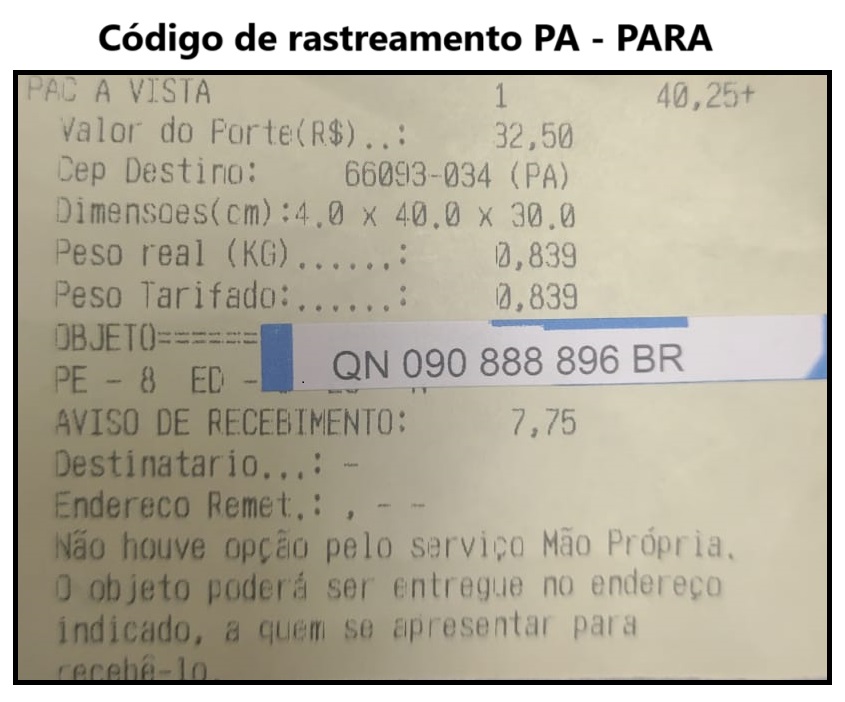 Código de rastreamento PA - PARA
PAC A VISTA 1 40,25+
Valor do Porte(R$)..: 32,50
Cep Destino: 66093-034 (PA)
Dimensoes(cm):4.0 x 40.0 x 30.0
Peso real (KG)......: 0,839
Peso Tarifado:......: 0,839
OBJETO======
QN 090 888 896 BR
PE - 8 ED -
AVISO DE RECEBIMENTO: 7,75
Destinatario...: -
Endereco Remet.: , - -
Não houve opção pelo serviço Mão Própria.
O objeto poderá ser entregue no endereço
indicado, a quem se apresentar para
recebê-lo.